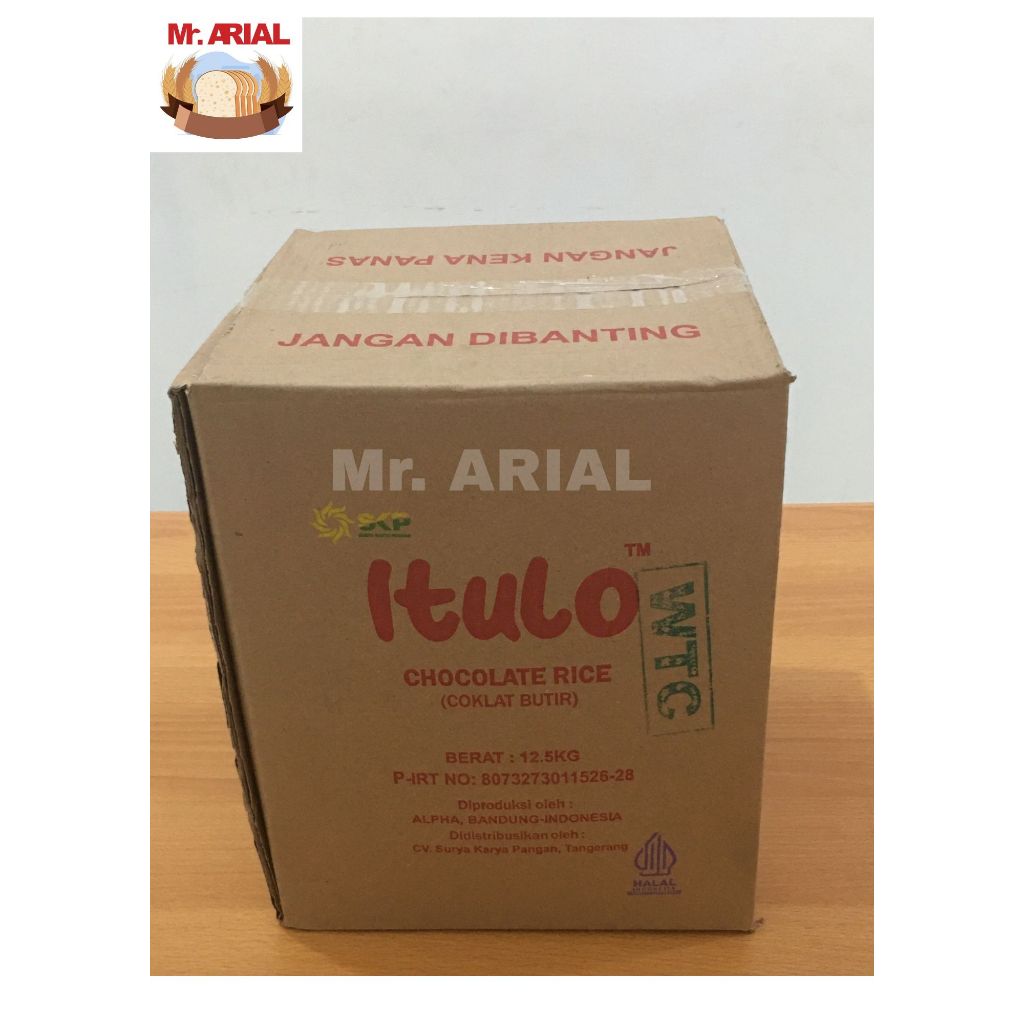 Mr. ARIAL
JANGAN KENA PANAS
JANGAN DIBANTING
Mr. ARIAL
SKP
Itulo™
WTC
CHOCOLATE RICE
(COKLAT BUTIR)
BERAT : 12.5KG
P-IRT NO: 8073273011526-28
Diproduksi oleh :
ALPHA, BANDUNG-INDONESIA
Didistribusikan oleh :
CV. Surya Karya Pangan, Tangerang
HALAL
INDONESIA